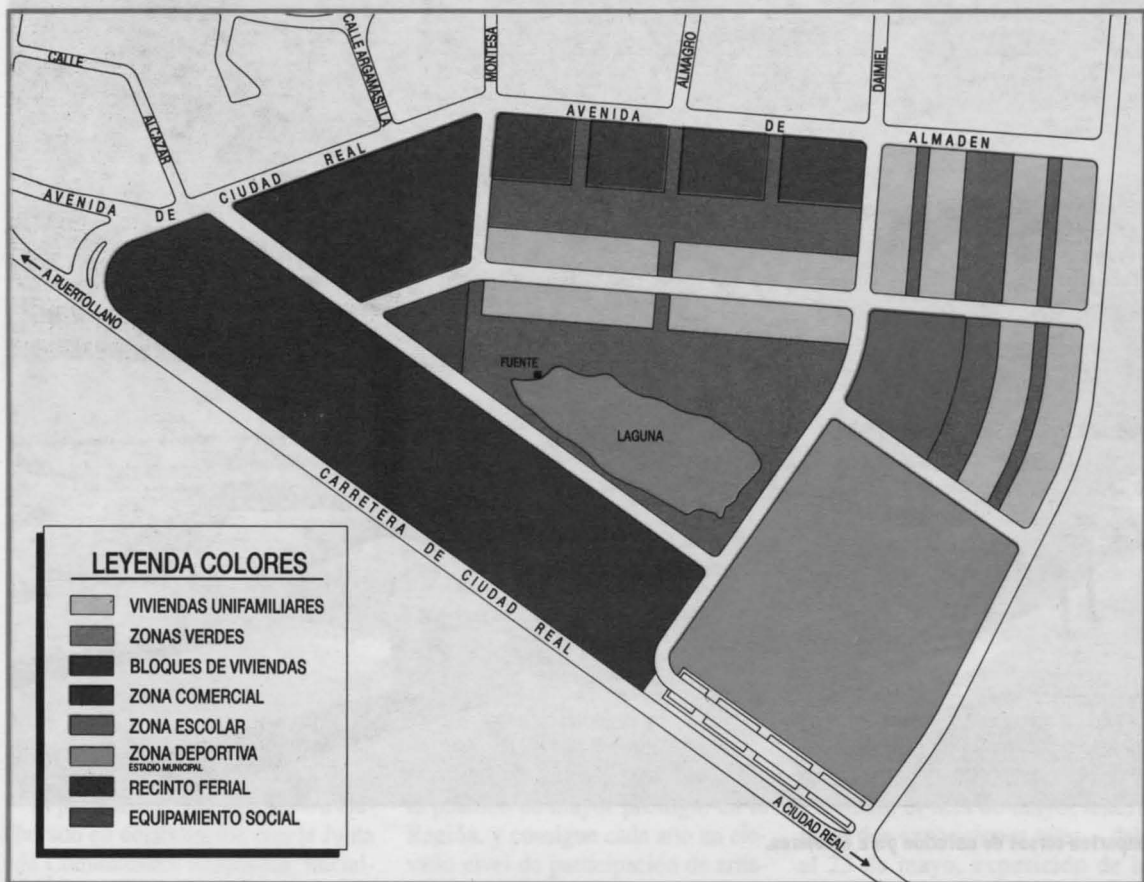 CALLE
ALCAZAR
CALLE ARGAMASILLA
MONTESA
ALMAGRO
DAIMIEL
AVENIDA DE ALMADEN
AVENIDA DE CIUDAD REAL
A PUERTOLLANO
FUENTE
LAGUNA
CARRETERA DE CIUDAD REAL
A CIUDAD REAL
LEYENDA COLORES
VIVIENDAS UNIFAMILIARES
ZONAS VERDES
BLOQUES DE VIVIENDAS
ZONA COMERCIAL
ZONA ESCOLAR
ZONA DEPORTIVA
ESTADIO MUNICIPAL
RECINTO FERIAL
EQUIPAMIENTO SOCIAL